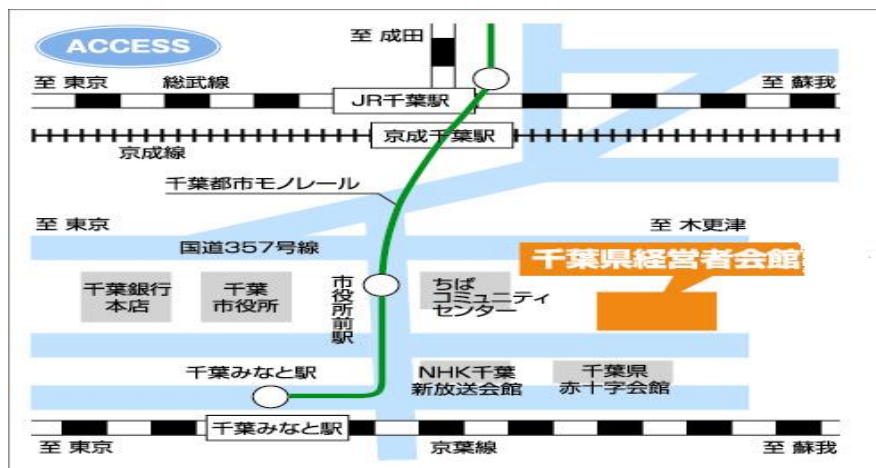 ACCESS
至 成田
至 東京
総武線
至 蘇我
JR千葉駅
京成千葉駅
京成線
千葉都市モノレール
至 東京
至 木更津
国道357号線
千葉県経営者会館
千葉銀行
本店
千葉
市役所
市役所前駅
ちば
コミュニティ
センター
千葉みなと駅
NHK千葉
新放送会館
千葉県
赤十字会館
千葉みなと駅
至 東京
京葉線
至 蘇我